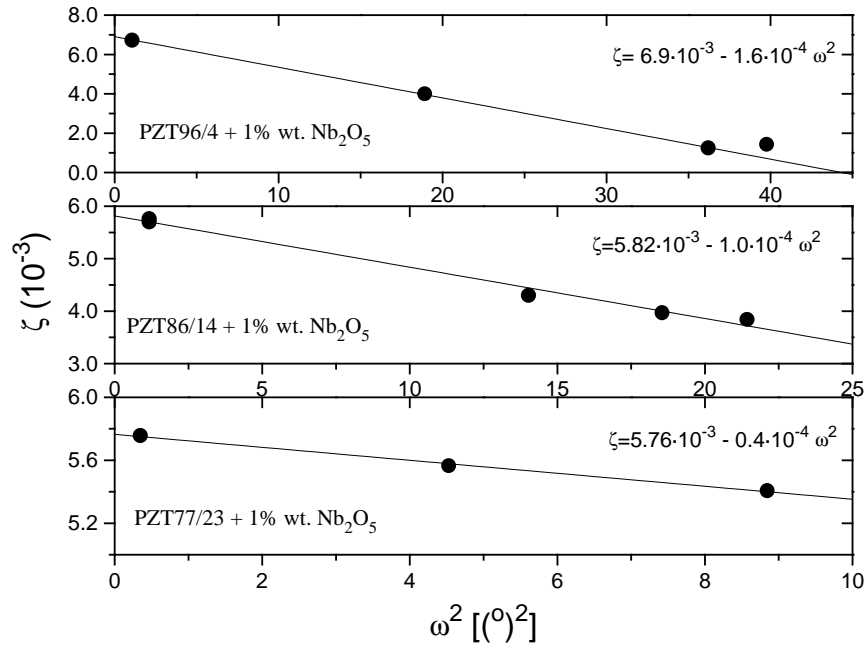 8.0
6.0
4.0
2.0
0.0
ζ= 6.9·10⁻³ - 1.6·10⁻⁴ ω²
PZT96/4 + 1% wt. Nb₂O₅
0 10 20 30 40
6.0
5.0
4.0
3.0
ζ=5.82·10⁻³ - 1.0·10⁻⁴ ω²
PZT86/14 + 1% wt. Nb₂O₅
0 5 10 15 20 25
6.0
5.6
5.2
ζ=5.76·10⁻³ - 0.4·10⁻⁴ ω²
PZT77/23 + 1% wt. Nb₂O₅
0 2 4 6 8 10
ζ (10⁻³)
ω² [(°)²]